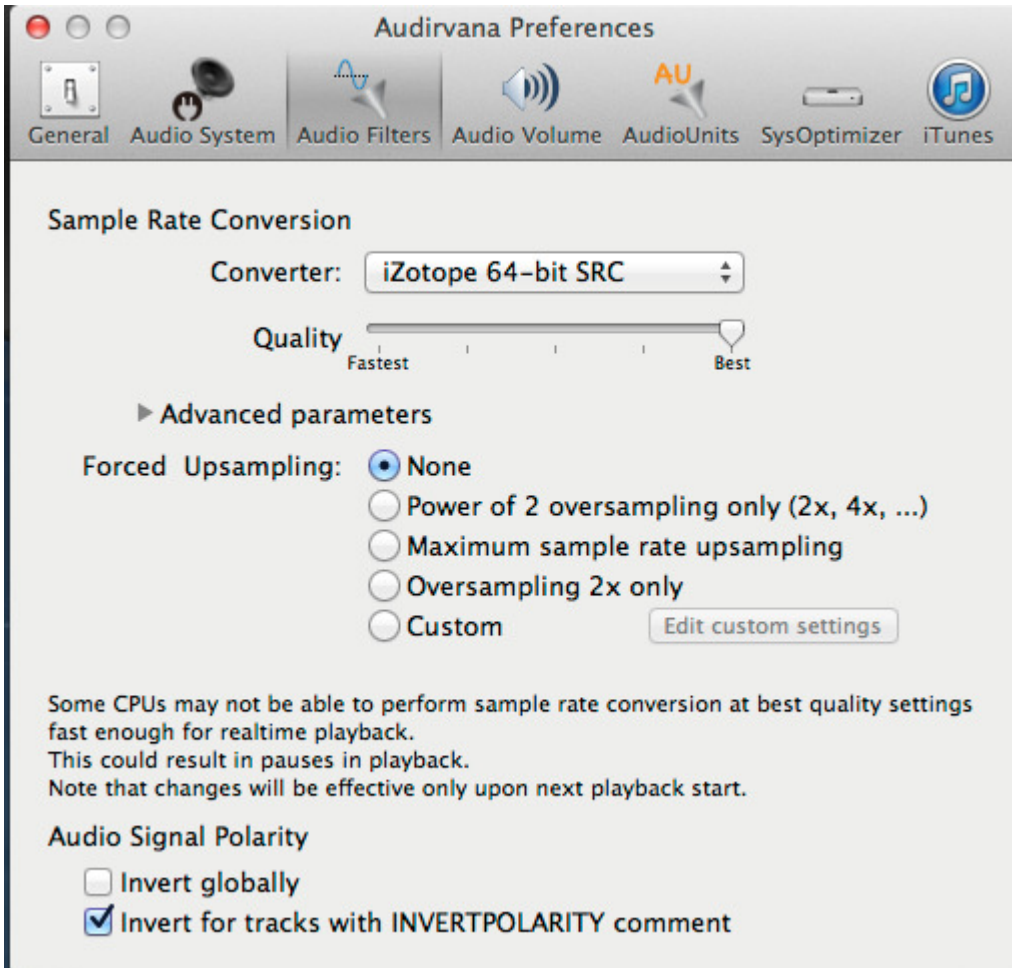 Audirvana Preferences
AU
General Audio System Audio Filters Audio Volume AudioUnits SysOptimizer iTunes
Sample Rate Conversion
Converter: iZotope 64-bit SRC
Quality
Fastest Best
Advanced parameters
Forced Upsampling: None
Power of 2 oversampling only (2x, 4x, ...)
Maximum sample rate upsampling
Oversampling 2x only
Custom Edit custom settings
Some CPUs may not be able to perform sample rate conversion at best quality settings
fast enough for realtime playback.
This could result in pauses in playback.
Note that changes will be effective only upon next playback start.
Audio Signal Polarity
Invert globally
Invert for tracks with INVERTPOLARITY comment